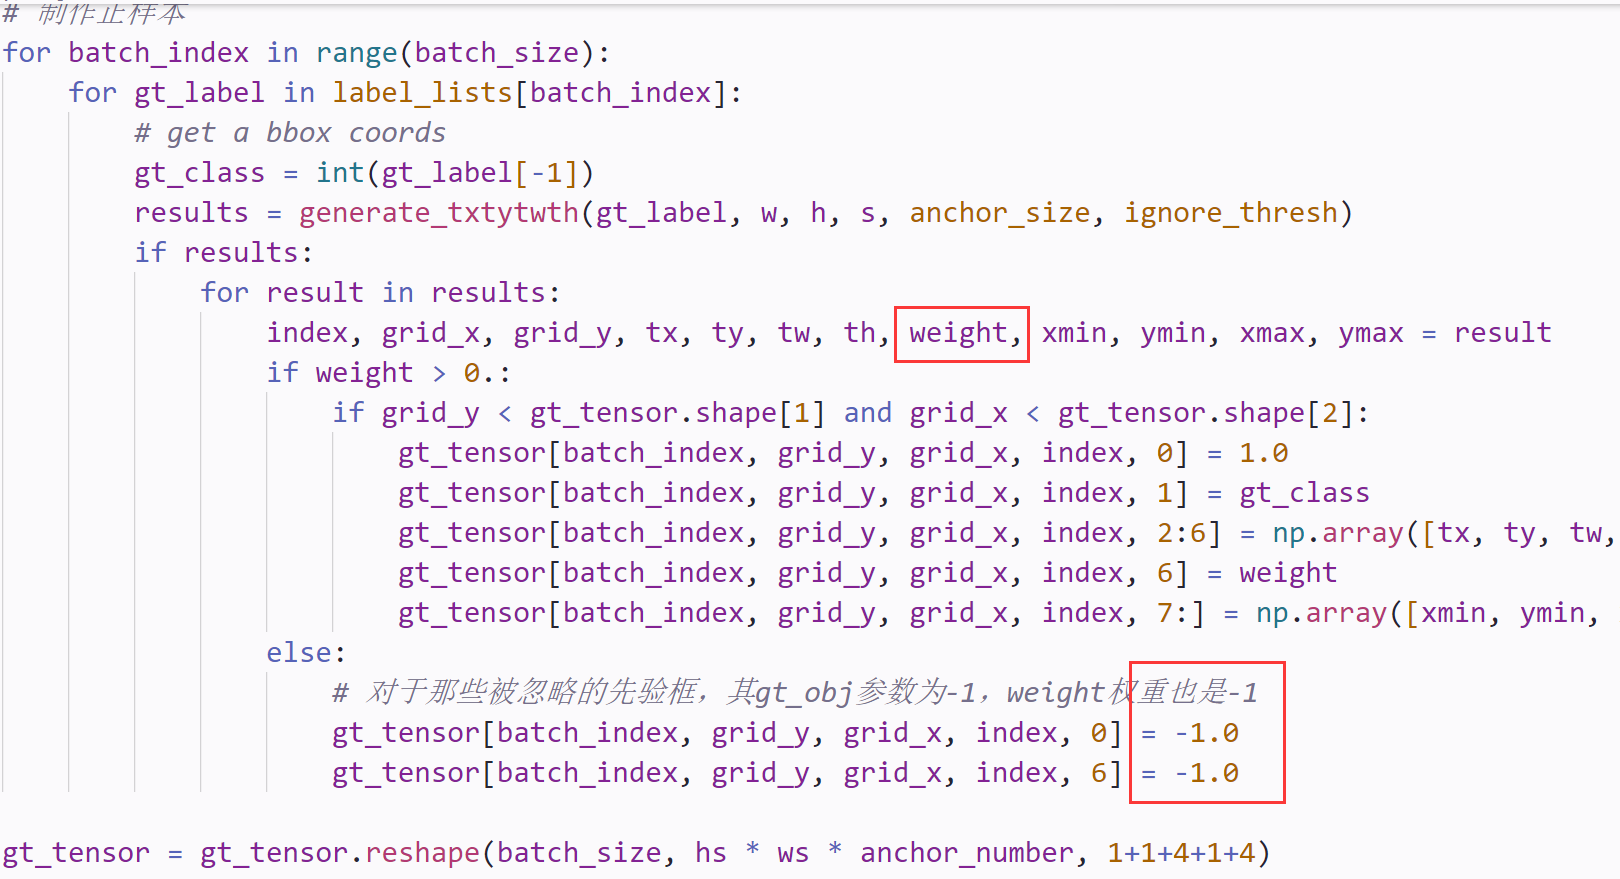 # 制作正样本
for batch_index in range(batch_size):
for gt_label in label_lists[batch_index]:
# get a bbox coords
gt_class = int(gt_label[-1])
results = generate_txtytwth(gt_label, w, h, s, anchor_size, ignore_thresh)
if results:
for result in results:
index, grid_x, grid_y, tx, ty, tw, th, weight, xmin, ymin, xmax, ymax = result
if weight > 0.:
if grid_y < gt_tensor.shape[1] and grid_x < gt_tensor.shape[2]:
gt_tensor[batch_index, grid_y, grid_x, index, 0] = 1.0
gt_tensor[batch_index, grid_y, grid_x, index, 1] = gt_class
gt_tensor[batch_index, grid_y, grid_x, index, 2:6] = np.array([tx, ty, tw,
gt_tensor[batch_index, grid_y, grid_x, index, 6] = weight
gt_tensor[batch_index, grid_y, grid_x, index, 7:] = np.array([xmin, ymin,
else:
# 对于那些被忽略的先验框，其gt_obj参数为-1，weight权重也是-1
gt_tensor[batch_index, grid_y, grid_x, index, 0] = -1.0
gt_tensor[batch_index, grid_y, grid_x, index, 6] = -1.0
gt_tensor = gt_tensor.reshape(batch_size, hs * ws * anchor_number, 1+1+4+1+4)